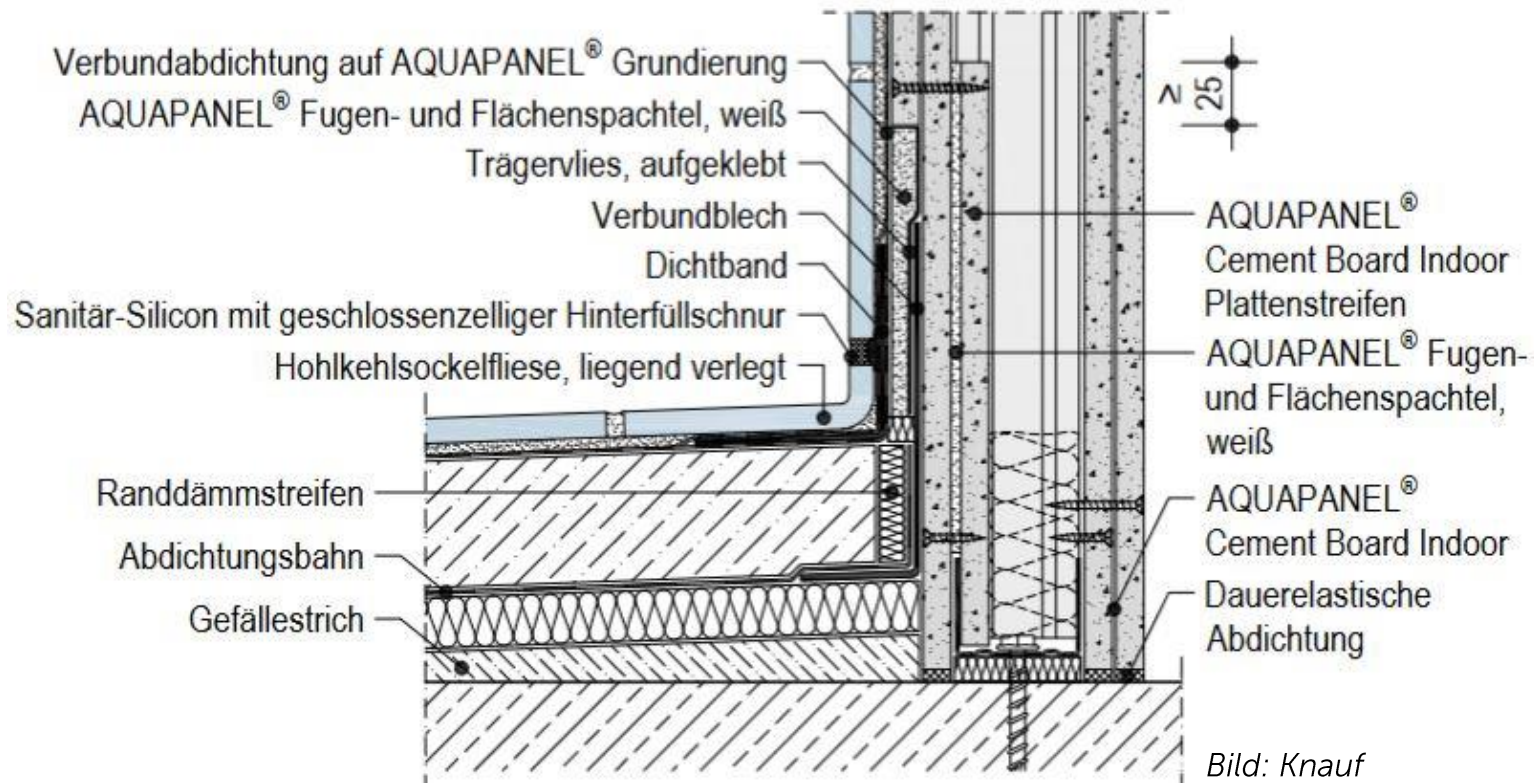 Verbundabdichtung auf AQUAPANEL® Grundierung
AQUAPANEL® Fugen- und Flächenspachtel, weiß
Trägervlies, aufgeklebt
Verbundblech
Dichtband
Sanitär-Silicon mit geschlossenzelliger Hinterfüllschnur
Hohlkehlsockelfliese, liegend verlegt
Randdämmstreifen
Abdichtungsbahn
Gefällestrich
≥
25
AQUAPANEL®
Cement Board Indoor
Plattenstreifen
AQUAPANEL® Fugen-
und Flächenspachtel,
weiß
AQUAPANEL®
Cement Board Indoor
Dauerelastische
Abdichtung
Bild: Knauf